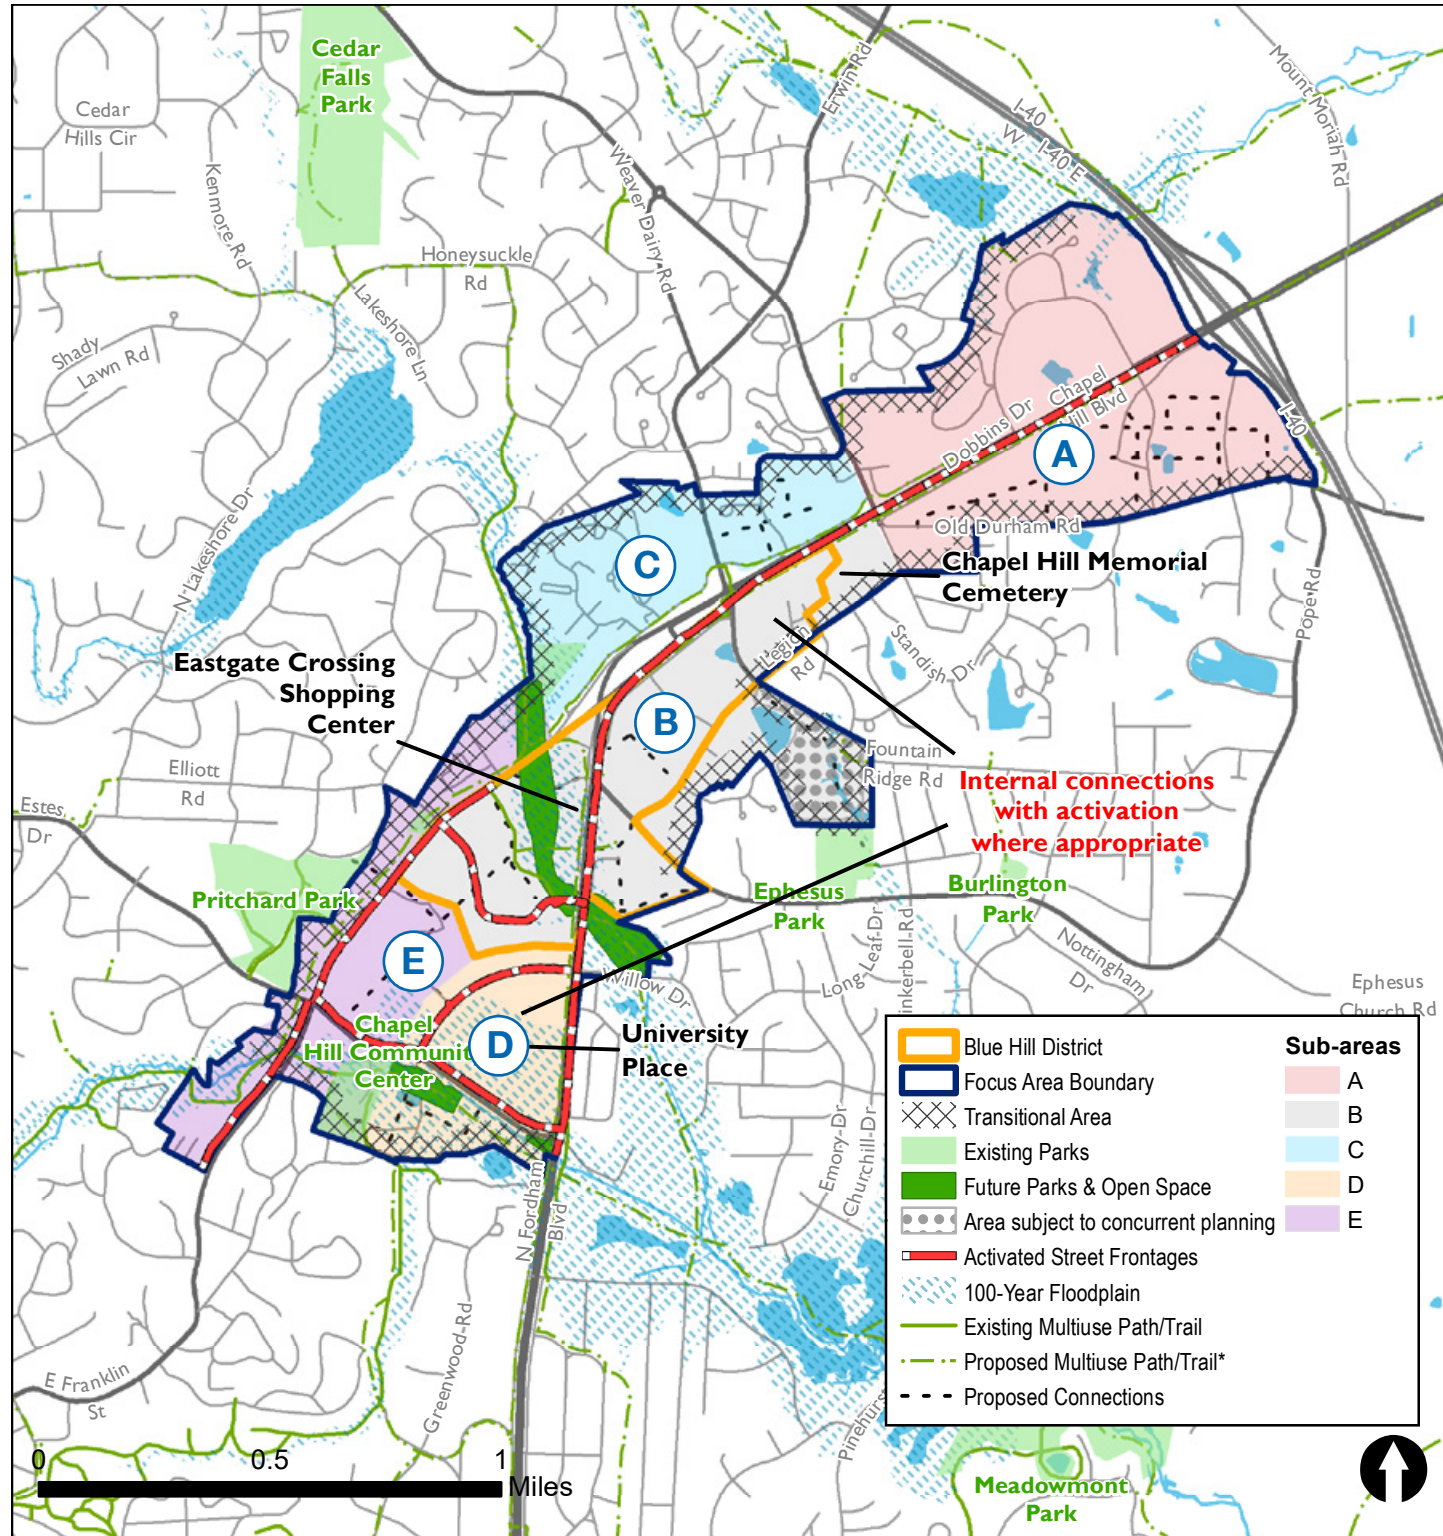 Cedar
Falls
Park
Cedar
Hills Cir
Kenmore Rd
Honeysuckle
Rd
Lakeshore Ln
Shady
Lawn Rd
N Lakeshore Dr
Weaver Dairy Rd
Erwin Rd
I-40
W
I-40 E
Mount Moriah Rd
I-40
Dobbins Dr
Chapel
Hill Blvd
A
Old Durham Rd
C
Chapel Hill Memorial
Cemetery
Pope Rd
Standish Dr
Legion
Rd
Eastgate Crossing
Shopping
Center
B
Fountain
Ridge Rd
Elliott
Rd
Estes
Dr
Internal connections
with activation
where appropriate
Pritchard Park
Ephesus
Park
Burlington
Park
E
Long Leaf-Dr
inkerbell-Rd
Nottingham
Dr
Ephesus
Church Rd
Willow Dr
Chapel
Hill Communit
Center
D
University
Place
Emory-Dr
Churchill-Dr
N Fordham
Blvd
Greenwood-Rd
E Franklin
St
Pinehurst
Blue Hill District
Focus Area Boundary
Transitional Area
Existing Parks
Future Parks & Open Space
Area subject to concurrent planning
Activated Street Frontages
100-Year Floodplain
Existing Multiuse Path/Trail
Proposed Multiuse Path/Trail*
Proposed Connections
Sub-areas
A
B
C
D
E
0 0.5 1
Miles
Meadowmont
Park